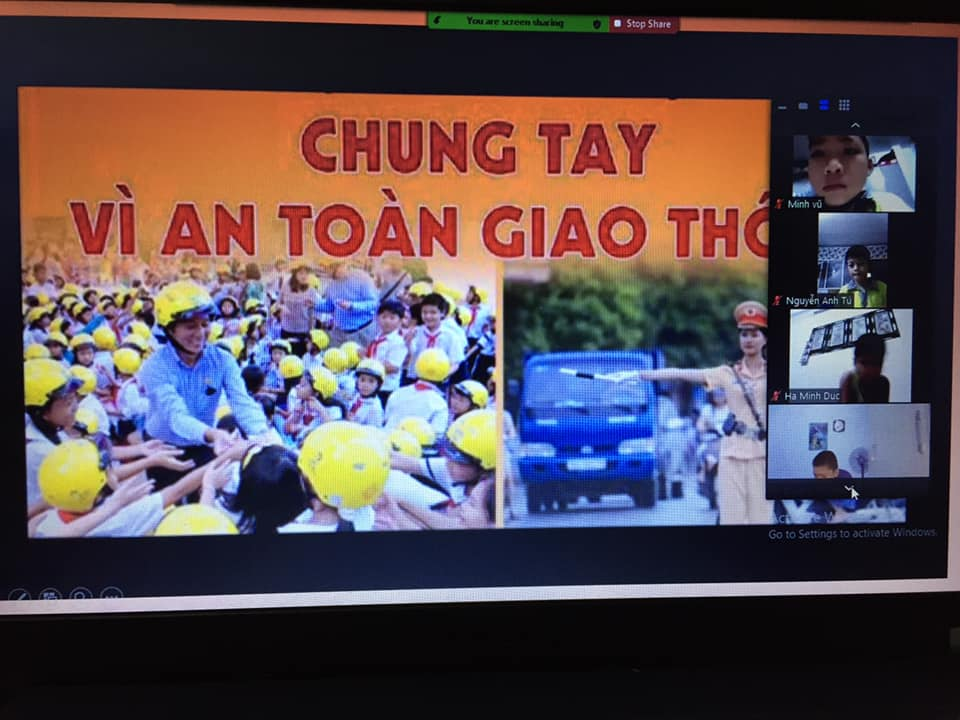 You are screen sharing
Stop Share
CHUNG TAY
VÌ AN TOÀN GIAO THÔ
Minh vũ
Nguyễn Anh Tú
Ha Minh Duc
Go to Settings to activate Windows.